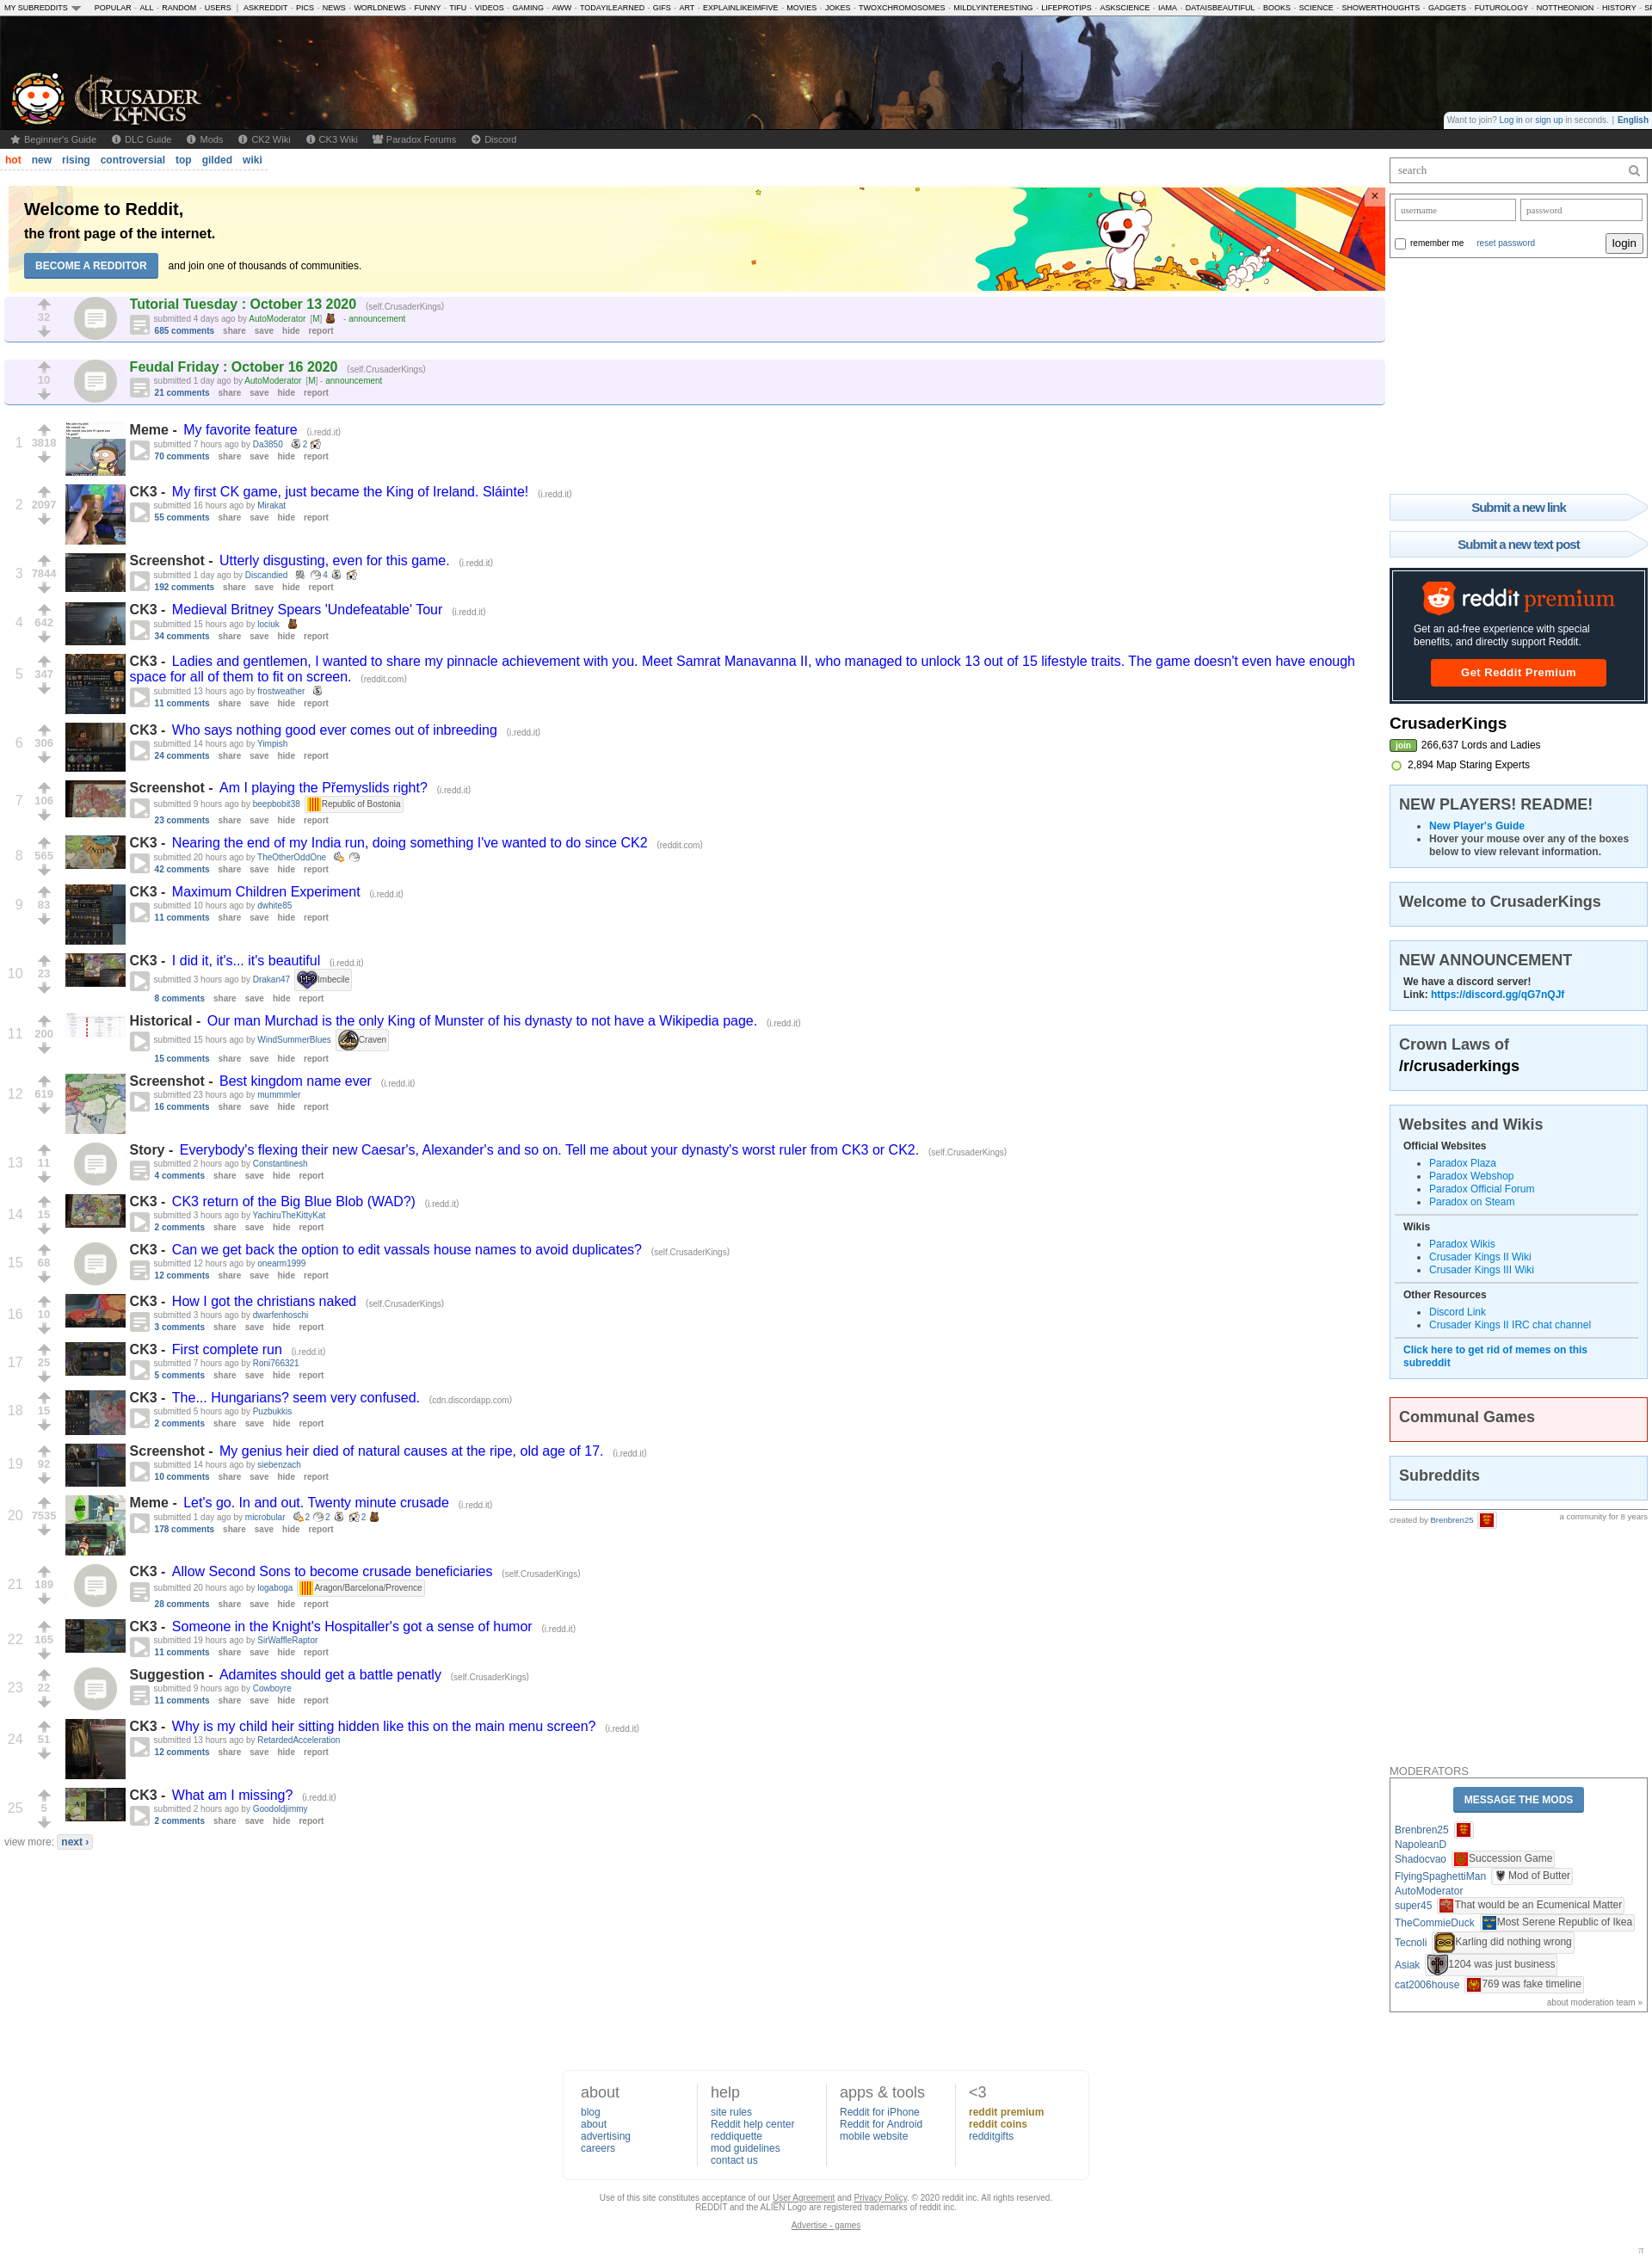 MY SUBREDDITS POPULAR - ALL - RANDOM - USERS | ASKREDDIT - PICS - NEWS - WORLDNEWS - FUNNY - TIFU - VIDEOS - GAMING - AWW - TODAYILEARNED - GIFS - ART - EXPLAINLIKEIMFIVE - MOVIES - JOKES - TWOXCHROMOSOMES - MILDLYINTERESTING - LIFEPROTIPS - ASKSCIENCE - IAMA - DATAISBEAUTIFUL - BOOKS - SCIENCE - SHOWERTHOUGHTS - GADGETS - FUTUROLOGY - NOTTHEONION - HISTORY -
CRUSADER KINGS
Want to join? Log in or sign up in seconds. | English
Beginner's Guide DLC Guide Mods CK2 Wiki CK3 Wiki Paradox Forums Discord
hot new rising controversial top gilded wiki
Welcome to Reddit,
the front page of the internet.
BECOME A REDDITOR and join one of thousands of communities.
×
Tutorial Tuesday : October 13 2020 (self.CrusaderKings)
32
submitted 4 days ago by AutoModerator [M] - announcement
685 comments share save hide report
Feudal Friday : October 16 2020 (self.CrusaderKings)
10
submitted 1 day ago by AutoModerator [M] - announcement
21 comments share save hide report
Meme - My favorite feature (i.redd.it)
1 3818
submitted 7 hours ago by Da3850 2
70 comments share save hide report
CK3 - My first CK game, just became the King of Ireland. Sláinte! (i.redd.it)
2 2097
submitted 16 hours ago by Mirakat
55 comments share save hide report
Screenshot - Utterly disgusting, even for this game. (i.redd.it)
3 7844
submitted 1 day ago by Discandied 4
192 comments share save hide report
CK3 - Medieval Britney Spears 'Undefeatable' Tour (i.redd.it)
4 642
submitted 15 hours ago by lociuk
34 comments share save hide report
CK3 - Ladies and gentlemen, I wanted to share my pinnacle achievement with you. Meet Samrat Manavanna II, who managed to unlock 13 out of 15 lifestyle traits. The game doesn't even have enough
space for all of them to fit on screen. (reddit.com)
5 347
submitted 13 hours ago by frostweather
11 comments share save hide report
CK3 - Who says nothing good ever comes out of inbreeding (i.redd.it)
6 306
submitted 14 hours ago by Yimpish
24 comments share save hide report
Screenshot - Am I playing the Přemyslids right? (i.redd.it)
7 106
submitted 9 hours ago by beepbobit38 Republic of Bostonia
23 comments share save hide report
CK3 - Nearing the end of my India run, doing something I've wanted to do since CK2 (reddit.com)
8 565
submitted 20 hours ago by TheOtherOddOne
42 comments share save hide report
CK3 - Maximum Children Experiment (i.redd.it)
9 83
submitted 10 hours ago by dwhite85
11 comments share save hide report
CK3 - I did it, it's... it's beautiful (i.redd.it)
10 23
submitted 3 hours ago by Drakan47 Imbecile
8 comments share save hide report
Historical - Our man Murchad is the only King of Munster of his dynasty to not have a Wikipedia page. (i.redd.it)
11 200
submitted 15 hours ago by WindSummerBlues Craven
15 comments share save hide report
Screenshot - Best kingdom name ever (i.redd.it)
12 619
submitted 23 hours ago by mummmler
16 comments share save hide report
Story - Everybody's flexing their new Caesar's, Alexander's and so on. Tell me about your dynasty's worst ruler from CK3 or CK2. (self.CrusaderKings)
13 11
submitted 2 hours ago by Constantinesh
4 comments share save hide report
CK3 - CK3 return of the Big Blue Blob (WAD?) (i.redd.it)
14 15
submitted 3 hours ago by YachiruTheKittyKat
2 comments share save hide report
CK3 - Can we get back the option to edit vassals house names to avoid duplicates? (self.CrusaderKings)
15 68
submitted 12 hours ago by onearm1999
12 comments share save hide report
CK3 - How I got the christians naked (self.CrusaderKings)
16 10
submitted 3 hours ago by dwarfenhoschi
3 comments share save hide report
CK3 - First complete run (i.redd.it)
17 25
submitted 7 hours ago by Roni766321
5 comments share save hide report
CK3 - The... Hungarians? seem very confused. (cdn.discordapp.com)
18 15
submitted 5 hours ago by Puzbukkis
2 comments share save hide report
Screenshot - My genius heir died of natural causes at the ripe, old age of 17. (i.redd.it)
19 92
submitted 14 hours ago by siebenzach
10 comments share save hide report
Meme - Let's go. In and out. Twenty minute crusade (i.redd.it)
20 7535
submitted 1 day ago by microbular 2 2 2
178 comments share save hide report
CK3 - Allow Second Sons to become crusade beneficiaries (self.CrusaderKings)
21 189
submitted 20 hours ago by logaboga Aragon/Barcelona/Provence
28 comments share save hide report
CK3 - Someone in the Knight's Hospitaller's got a sense of humor (i.redd.it)
22 165
submitted 19 hours ago by SirWaffleRaptor
11 comments share save hide report
Suggestion - Adamites should get a battle penatly (self.CrusaderKings)
23 22
submitted 9 hours ago by Cowboyre
11 comments share save hide report
CK3 - Why is my child heir sitting hidden like this on the main menu screen? (i.redd.it)
24 51
submitted 13 hours ago by RetardedAcceleration
12 comments share save hide report
CK3 - What am I missing? (i.redd.it)
25 5
submitted 2 hours ago by Goodoldjimmy
2 comments share save hide report
view more: next ›
search
username password
remember me reset password login
Submit a new link
Submit a new text post
reddit premium
Get an ad-free experience with special
benefits, and directly support Reddit.
Get Reddit Premium
CrusaderKings
join 266,637 Lords and Ladies
2,894 Map Staring Experts
NEW PLAYERS! README!
New Player's Guide
Hover your mouse over any of the boxes
below to view relevant information.
Welcome to CrusaderKings
NEW ANNOUNCEMENT
We have a discord server!
Link: https://discord.gg/qG7nQJf
Crown Laws of
/r/crusaderkings
Websites and Wikis
Official Websites
Paradox Plaza
Paradox Webshop
Paradox Official Forum
Paradox on Steam
Wikis
Paradox Wikis
Crusader Kings II Wiki
Crusader Kings III Wiki
Other Resources
Discord Link
Crusader Kings II IRC chat channel
Click here to get rid of memes on this
subreddit
Communal Games
Subreddits
created by Brenbren25 a community for 8 years
MODERATORS
MESSAGE THE MODS
Brenbren25
NapoleanD
Shadocvao Succession Game
FlyingSpaghettiMan Mod of Butter
AutoModerator
super45 That would be an Ecumenical Matter
TheCommieDuck Most Serene Republic of Ikea
Tecnoli Karling did nothing wrong
Asiak 1204 was just business
cat2006house 769 was fake timeline
about moderation team »
about
blog
about
advertising
careers
help
site rules
Reddit help center
reddiquette
mod guidelines
contact us
apps & tools
Reddit for iPhone
Reddit for Android
mobile website
<3
reddit premium
reddit coins
redditgifts
Use of this site constitutes acceptance of our User Agreement and Privacy Policy. © 2020 reddit inc. All rights reserved.
REDDIT and the ALIEN Logo are registered trademarks of reddit inc.
Advertise - games
π